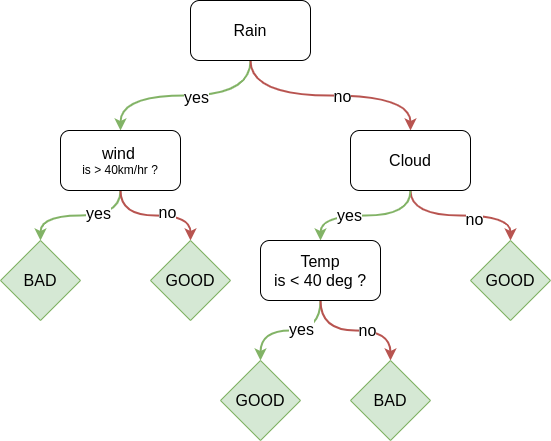 Rain
yes
no
wind
is > 40km/hr ?
Cloud
yes
no
yes
no
BAD
GOOD
Temp
is < 40 deg ?
GOOD
yes
no
GOOD
BAD